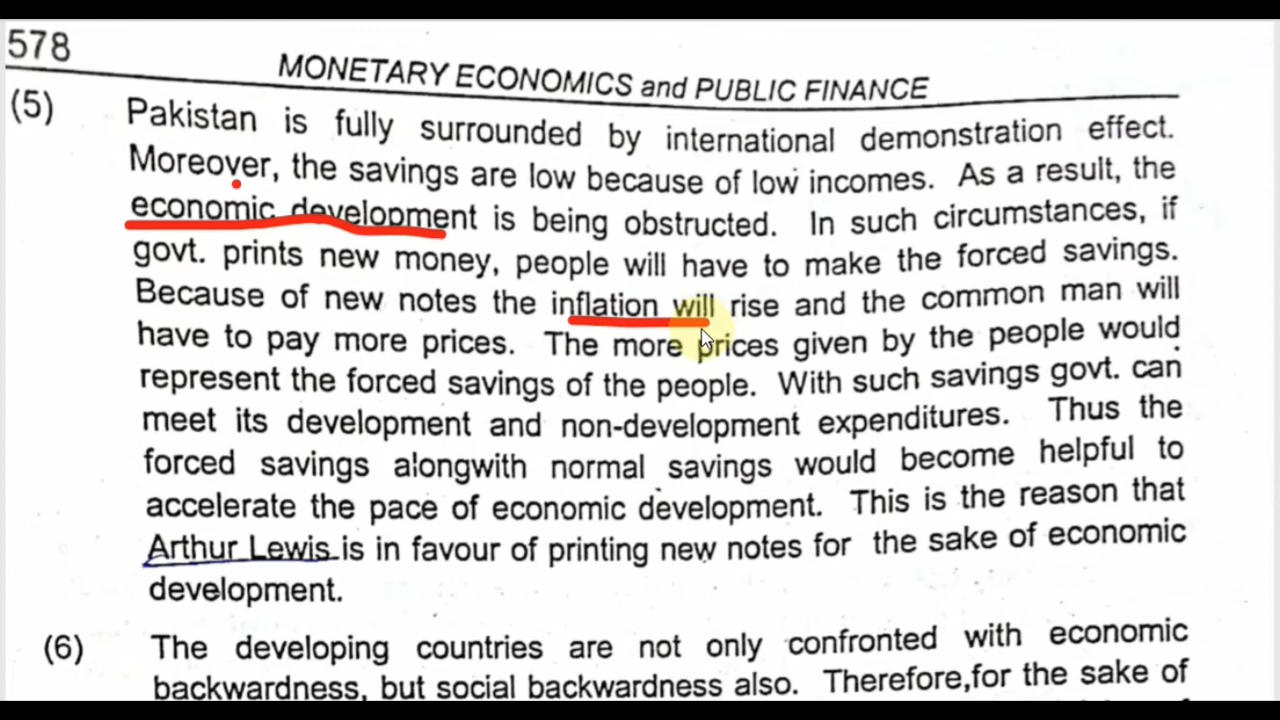 578
MONETARY ECONOMICS and PUBLIC FINANCE
(5) Pakistan is fully surrounded by international demonstration effect.
Moreover, the savings are low because of low incomes. As a result, the
economic development is being obstructed. In such circumstances, if
govt. prints new money, people will have to make the forced savings.
Because of new notes the inflation will rise and the common man will
have to pay more prices. The more prices given by the people would
represent the forced savings of the people. With such savings govt. can
meet its development and non-development expenditures. Thus the
forced savings alongwith normal savings would become helpful to
accelerate the pace of economic development. This is the reason that
Arthur Lewis is in favour of printing new notes for the sake of economic
development.
(6) The developing countries are not only confronted with economic
backwardness, but social backwardness also. Therefore,for the sake of